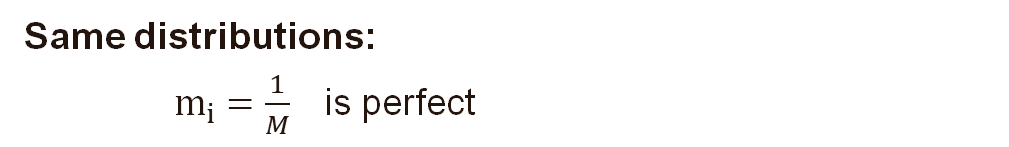 Same distributions:
mᵢ = 1/M is perfect